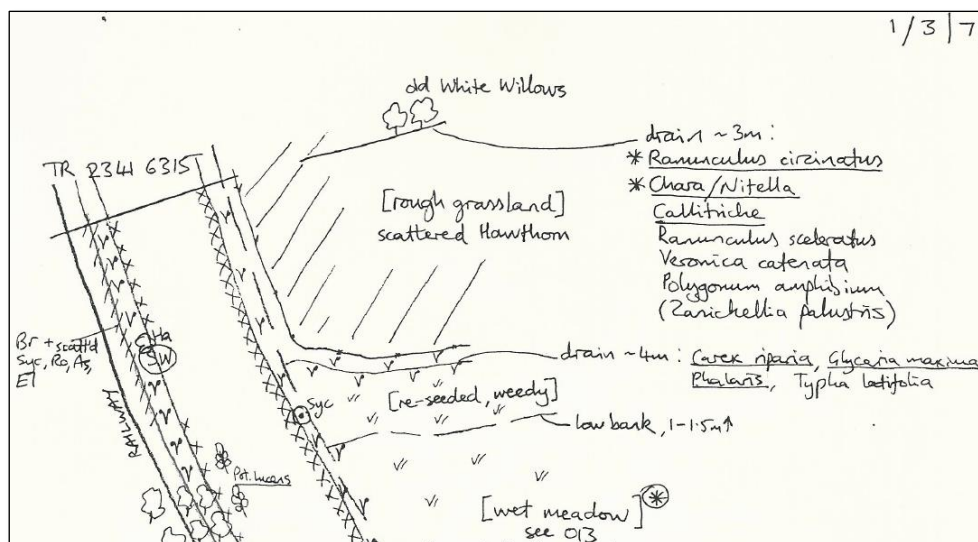 1/3/7
old White Willows
drain ~3m:
TR 2341 6315
* Ranunculus circinatus
* Chara/Nitella
[rough grassland]
scattered Hawthorn
Callitriche
Ranunculus sceleratus
Veronica catenata
Polygonum amphibium
(Zanichellia palustris)
Br + scattd
Syc, Ro, As,
El
Ha
W
RAILWAY
drain ~4m: Carex riparia, Glyceria maxima
Phalaris, Typha latifolia
[re-seeded, weedy]
Syc
low bank, 1-1.5m↑
Pot. lucens
[wet meadow] *
see 013